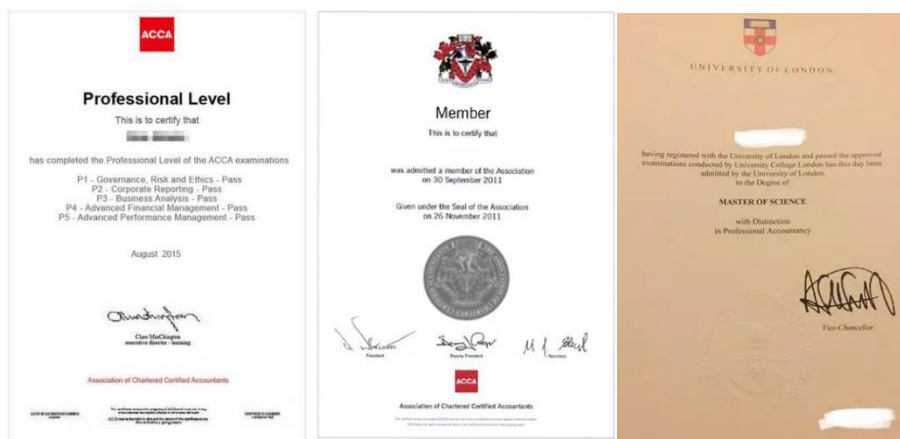 ACCA
Professional Level
This is to certify that
has completed the Professional Level of the ACCA examinations
P1 - Governance, Risk and Ethics - Pass
P2 - Corporate Reporting - Pass
P3 - Business Analysis - Pass
P4 - Advanced Financial Management - Pass
P5 - Advanced Performance Management - Pass
August 2015
Clare Minchington
executive director - learning
Association of Chartered Certified Accountants
Member
This is to certify that
was admitted a member of the Association
on 30 September 2011
Given under the Seal of the Association
on 26 November 2011
President
Deputy President
Secretary
ACCA
Association of Chartered Certified Accountants
UNIVERSITY OF LONDON
having registered with the University of London and passed the approved
examinations conducted by University College London has this day been
admitted by the University of London
to the Degree of
MASTER OF SCIENCE
with Distinction
in Professional Accountancy
Vice-Chancellor